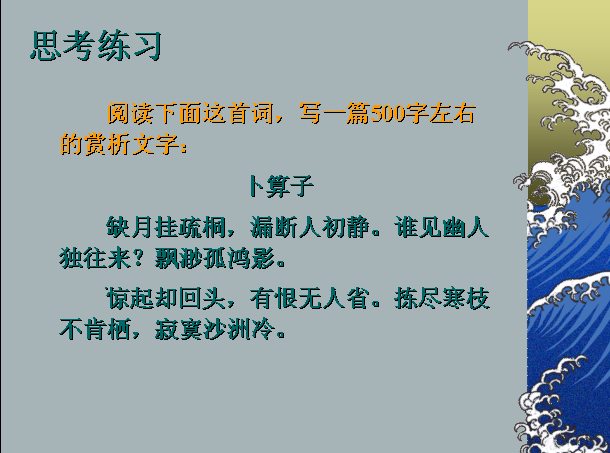 思考练习
阅读下面这首词，写一篇500字左右
的赏析文字：
卜算子
缺月挂疏桐，漏断人初静。谁见幽人
独往来？飘渺孤鸿影。
惊起却回头，有恨无人省。拣尽寒枝
不肯栖，寂寞沙洲冷。